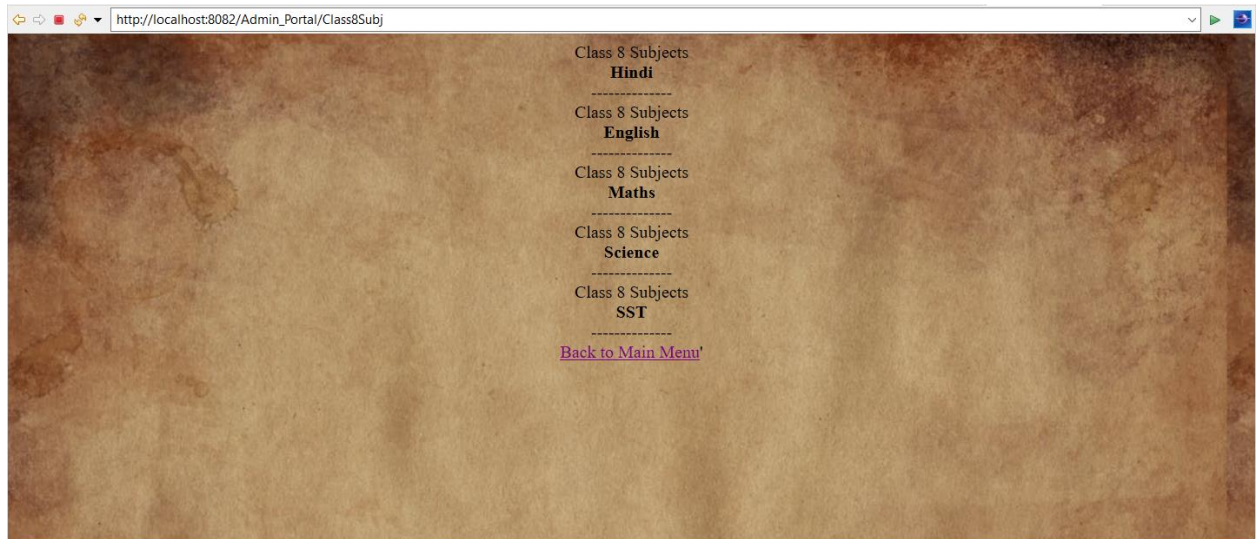 http://localhost:8082/Admin_Portal/Class8Subj
Class 8 Subjects
Hindi
--------------
Class 8 Subjects
English
--------------
Class 8 Subjects
Maths
--------------
Class 8 Subjects
Science
--------------
Class 8 Subjects
SST
--------------
Back to Main Menu'